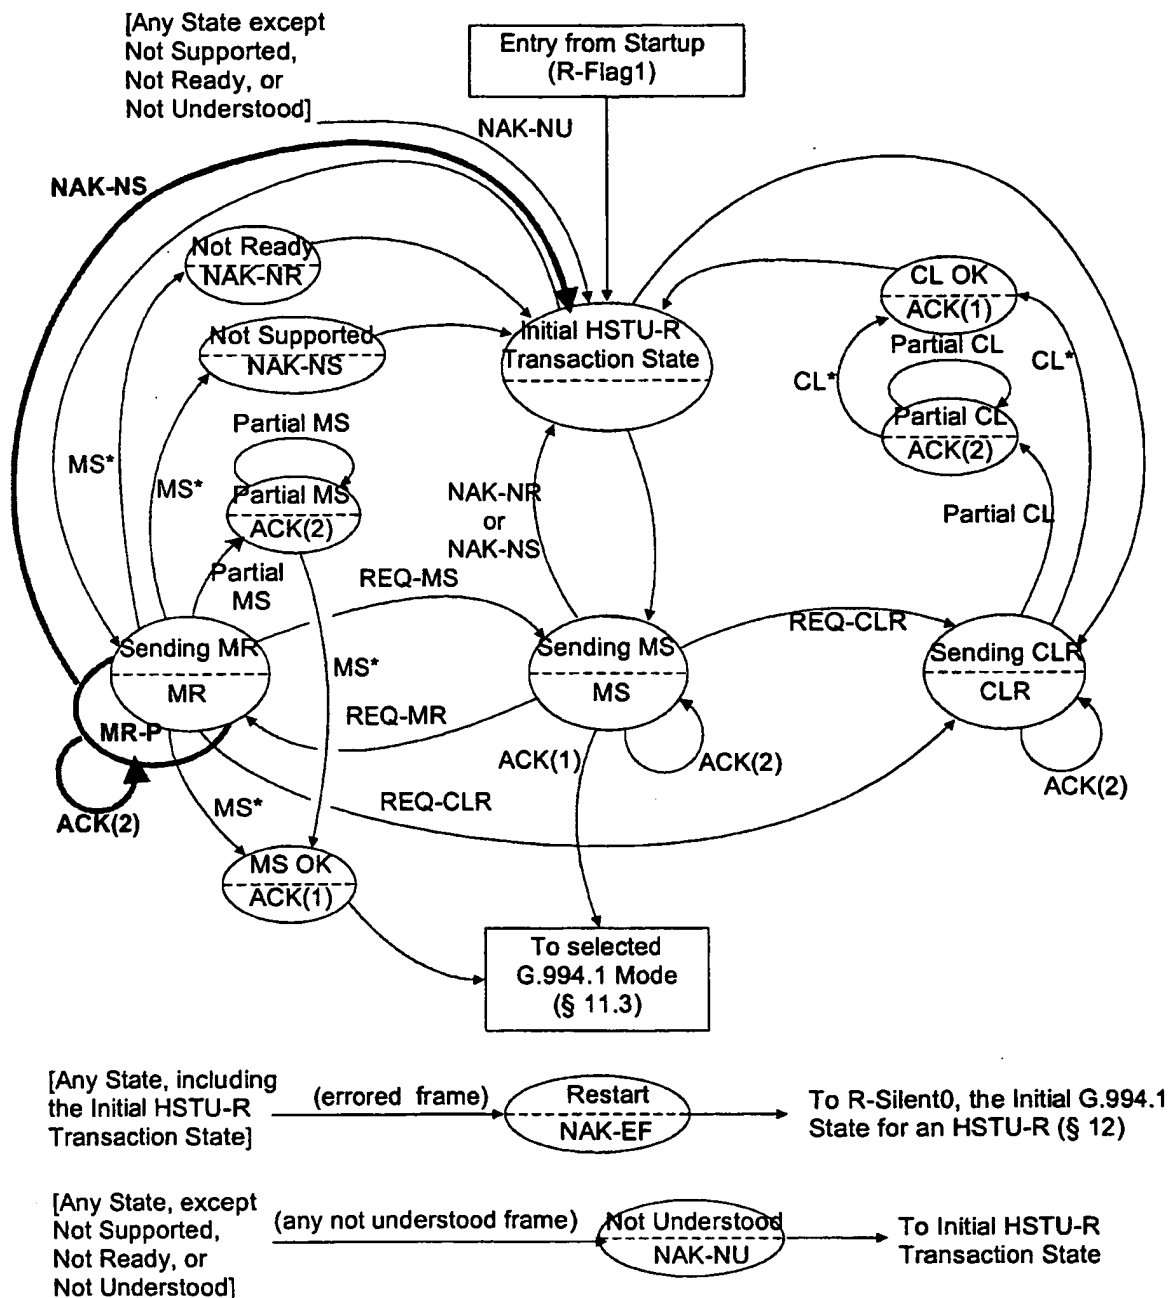 [Any State except
Not Supported,
Not Ready, or
Not Understood]
Entry from Startup
(R-Flag1)
NAK-NU
NAK-NS
Not Ready
NAK-NR
Not Supported
NAK-NS
Initial HSTU-R
Transaction State
CL OK
ACK(1)
Partial CL
CL*
CL*
Partial CL
ACK(2)
Partial CL
Partial MS
MS*
MS*
Partial MS
ACK(2)
NAK-NR
or
NAK-NS
Partial
MS
REQ-MS
REQ-CLR
Sending MR
MR
MS*
Sending MS
MS
Sending CLR
CLR
MR-P
REQ-MR
ACK(1)
ACK(2)
ACK(2)
ACK(2)
MS*
REQ-CLR
MS OK
ACK(1)
To selected
G.994.1 Mode
(§ 11.3)
[Any State, including
the Initial HSTU-R
Transaction State]
(errored frame)
Restart
NAK-EF
To R-Silent0, the Initial G.994.1
State for an HSTU-R (§ 12)
[Any State, except
Not Supported,
Not Ready, or
Not Understood]
(any not understood frame)
Not Understood
NAK-NU
To Initial HSTU-R
Transaction State